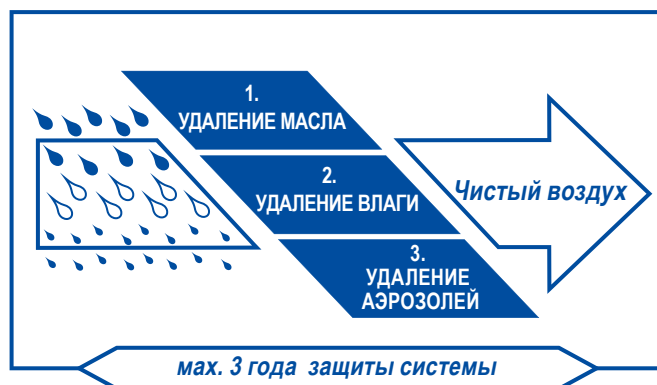 1.
УДАЛЕНИЕ МАСЛА
2.
УДАЛЕНИЕ ВЛАГИ
3.
УДАЛЕНИЕ
АЭРОЗОЛЕЙ
Чистый воздух
мах. 3 года защиты системы